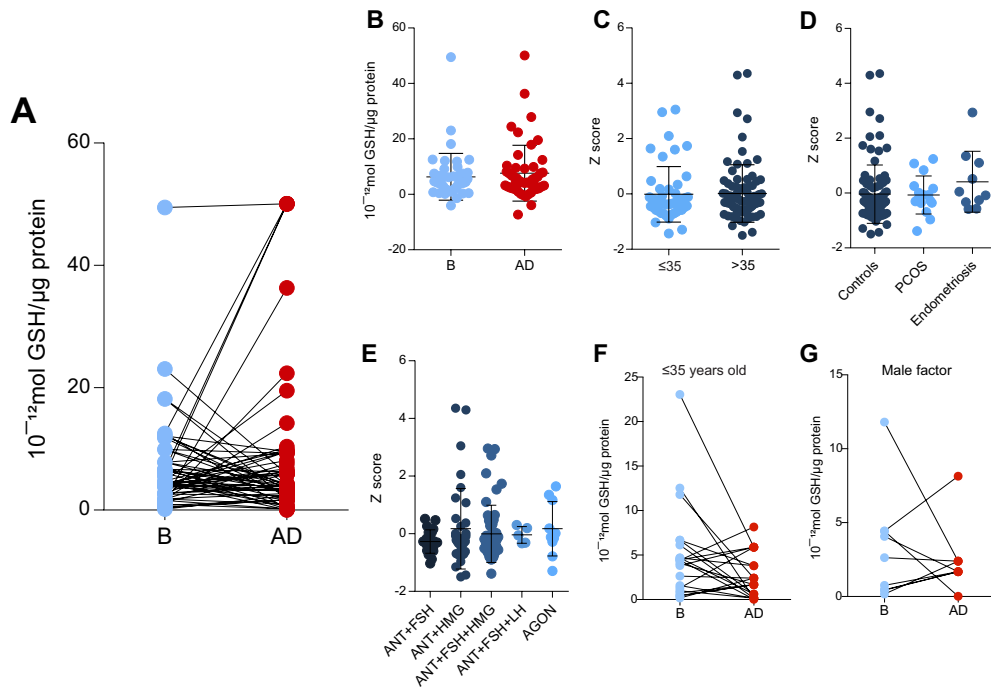 A
10⁻¹²mol GSH/µg protein
60
40
20
0
B
AD
B
10⁻¹²mol GSH/µg protein
60
40
20
0
-20
B
AD
C
Z score
6
4
2
0
-2
≤35
>35
D
Z score
6
4
2
0
-2
Controls
PCOS
Endometriosis
E
Z score
6
4
2
0
-2
ANT+FSH
ANT+HMG
ANT+FSH+HMG
ANT+FSH+LH
AGON
F
≤35 years old
10⁻¹²mol GSH/µg protein
25
20
15
10
5
0
B
AD
G
Male factor
10⁻¹²mol GSH/µg protein
15
10
5
0
B
AD